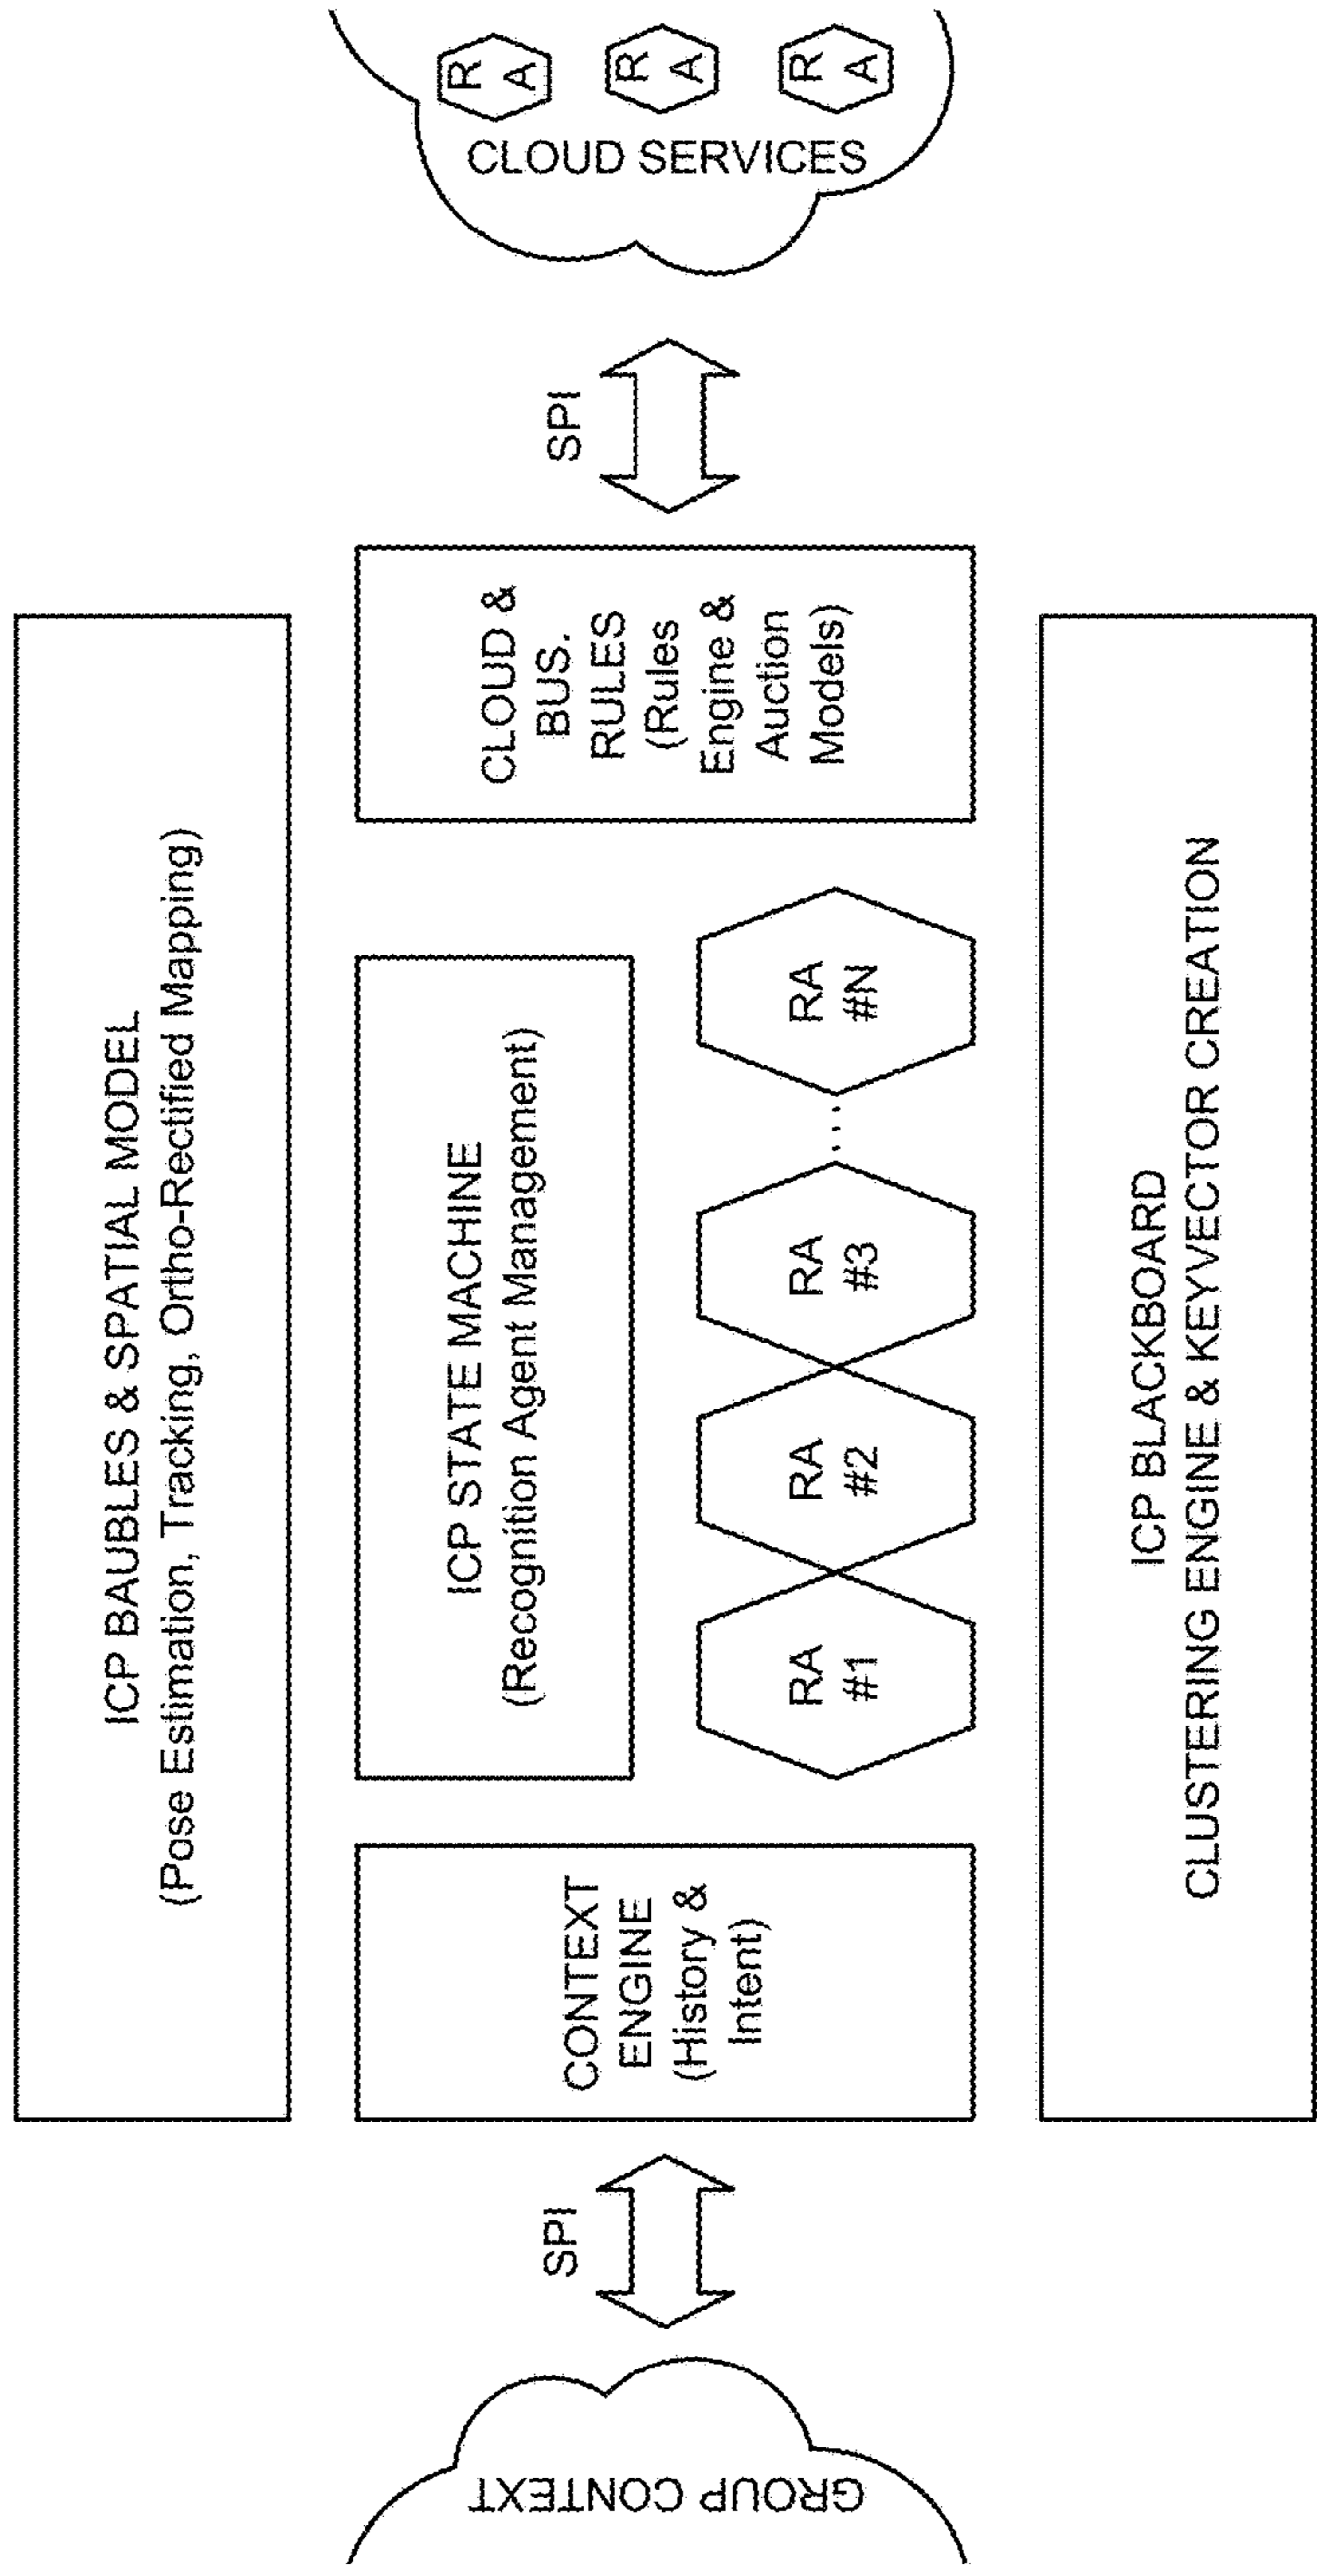 ICP BAUBLES & SPATIAL MODEL
(Pose Estimation, Tracking, Ortho-Rectified Mapping)
GROUP CONTEXT
SPI
CONTEXT
ENGINE
(History &
Intent)
ICP STATE MACHINE
(Recognition Agent Management)
RA
#1
RA
#2
RA
#3
....
RA
#N
CLOUD &
BUS.
RULES
(Rules
Engine &
Auction
Models)
SPI
CLOUD SERVICES
R
A
R
A
R
A
ICP BLACKBOARD
CLUSTERING ENGINE & KEYVECTOR CREATION